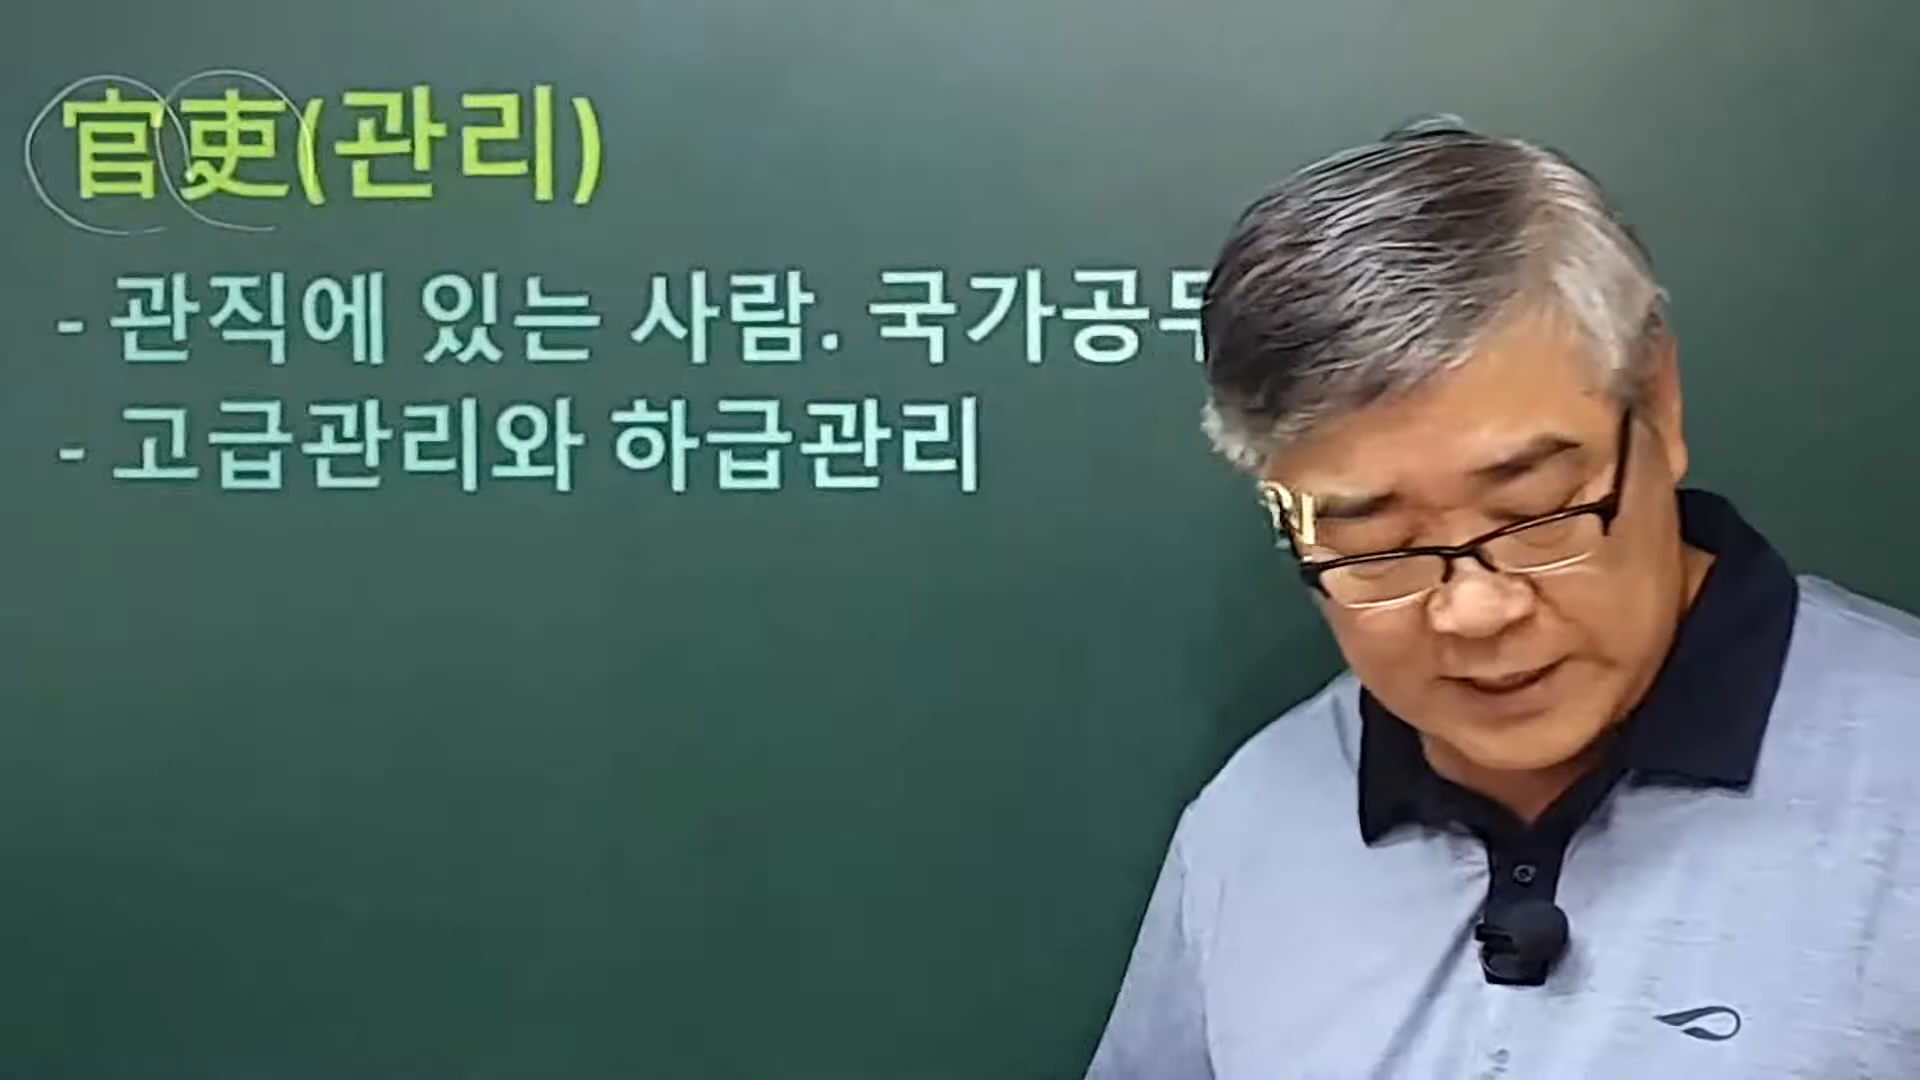 官吏(관리)
- 관직에 있는 사람. 국가공
- 고급관리와 하급관리